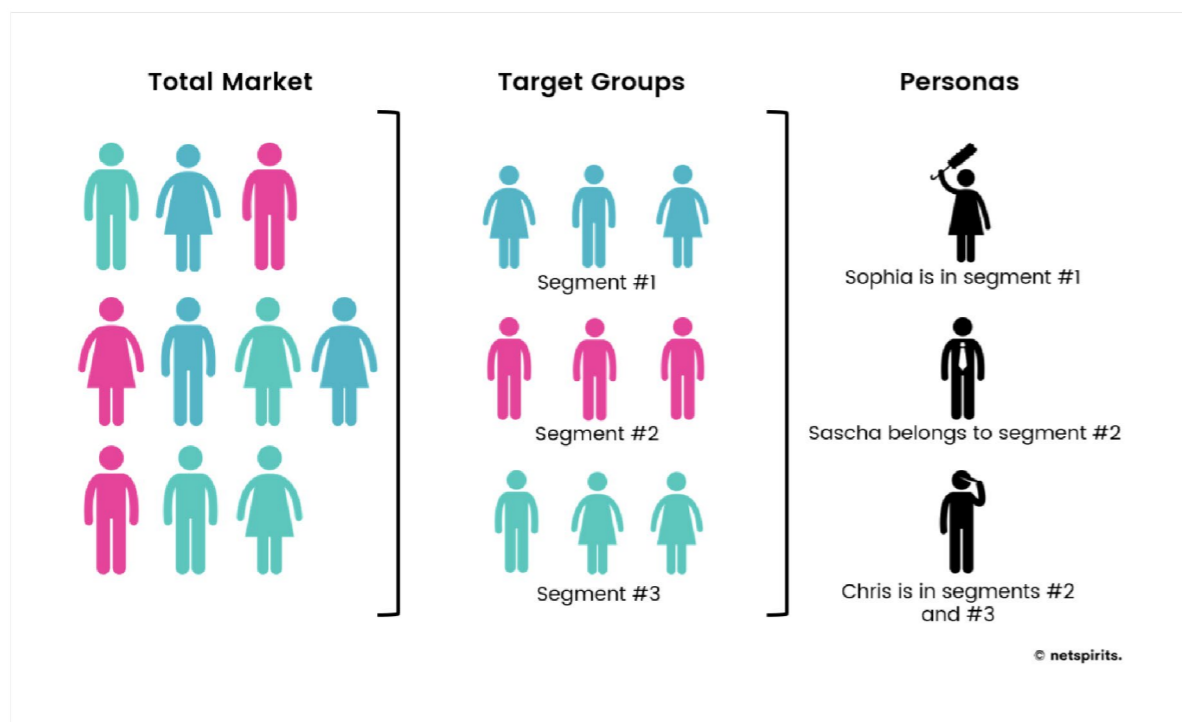 Total Market
Target Groups
Personas
Segment #1
Sophia is in segment #1
Segment #2
Sascha belongs to segment #2
Segment #3
Chris is in segments #2
and #3
© netspirits.